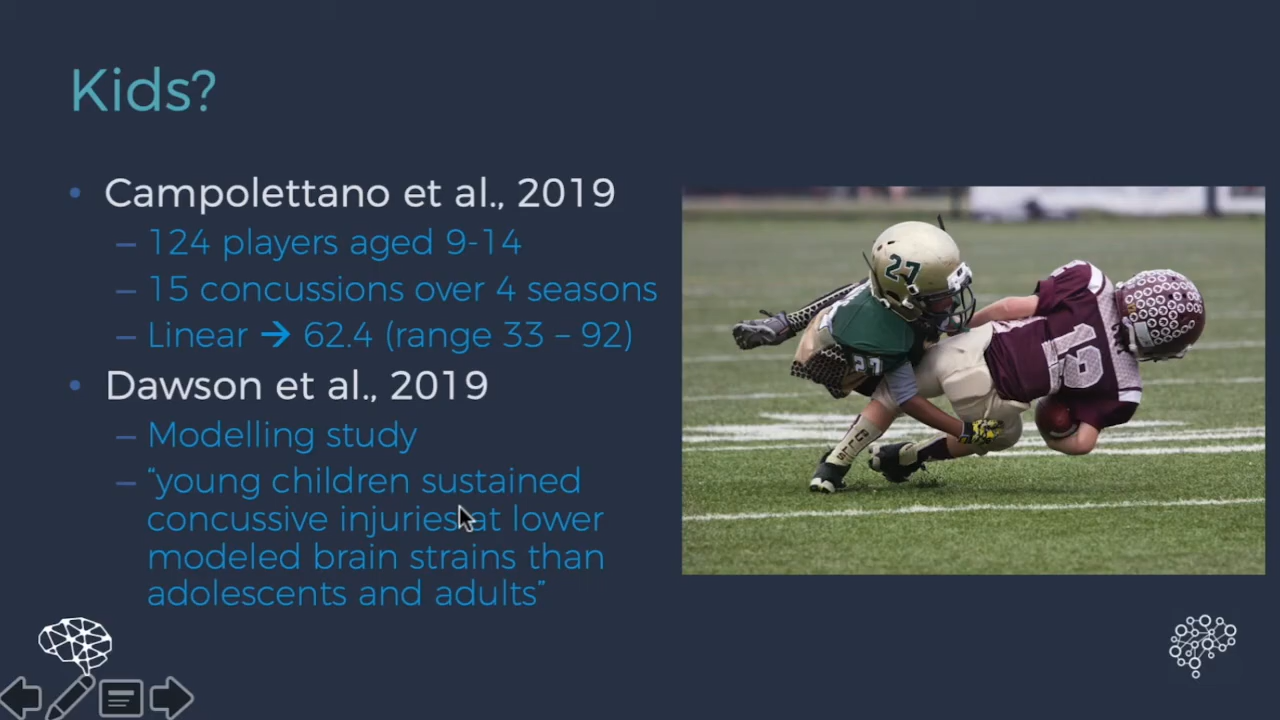 Kids?
• Campolettano et al., 2019
– 124 players aged 9-14
– 15 concussions over 4 seasons
– Linear → 62.4 (range 33 – 92)
• Dawson et al., 2019
– Modelling study
– “young children sustained
concussive injuries at lower
modeled brain strains than
adolescents and adults”
27
27
12